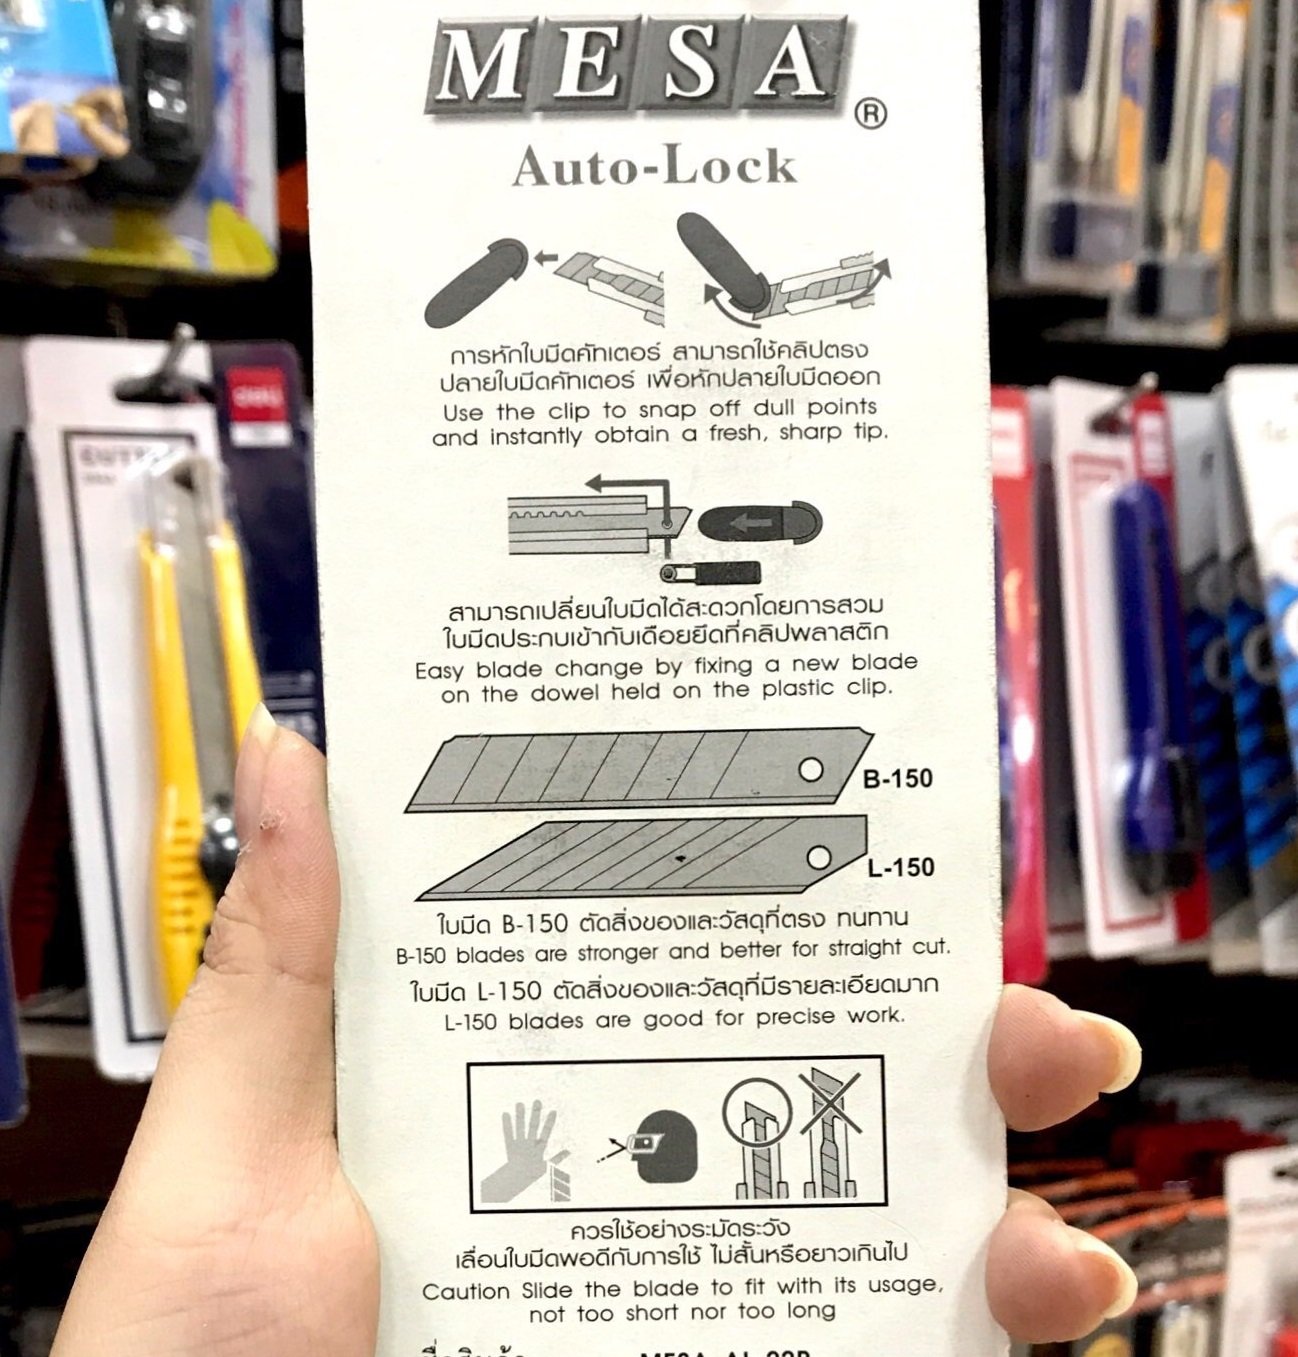 MESA ®
Auto-Lock
การหักใบมีดคัทเตอร์ สามารถใช้คลิปตรง
ปลายใบมีดคัทเตอร์ เพื่อหักปลายใบมีดออก
Use the clip to snap off dull points
and instantly obtain a fresh, sharp tip.
สามารถเปลี่ยนใบมีดได้สะดวกโดยการสวม
ใบมีดประกบเข้ากับเดือยยึดที่คลิปพลาสติก
Easy blade change by fixing a new blade
on the dowel held on the plastic clip.
B-150
L-150
ใบมีด B-150 ตัดสิ่งของและวัสดุที่ตรง ทนทาน
B-150 blades are stronger and better for straight cut.
ใบมีด L-150 ตัดสิ่งของและวัสดุที่มีรายละเอียดมาก
L-150 blades are good for precise work.
ควรใช้อย่างระมัดระวัง
เลื่อนใบมีดพอดีกับการใช้ ไม่สั้นหรือยาวเกินไป
Caution Slide the blade to fit with its usage,
not too short nor too long